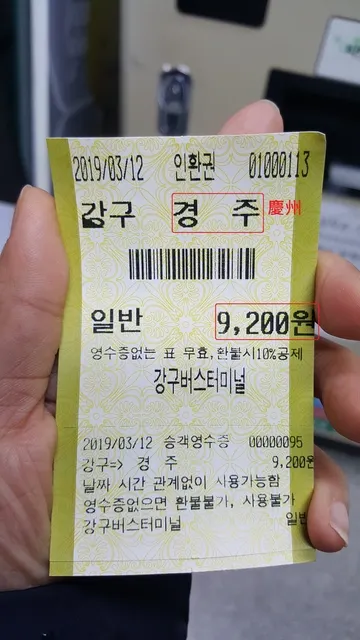 2019/03/12 인환권 01000113
강구 경 주 慶州
일반 9,200원
영수증없는 표 무효,환불시10%공제
강구버스터미널
2019/03/12 승객영수증 00000095
강구=> 경 주 9,200원
날짜 시간 관계없이 사용가능함
영수증없으면 환불불가, 사용불가
강구버스터미널 일반